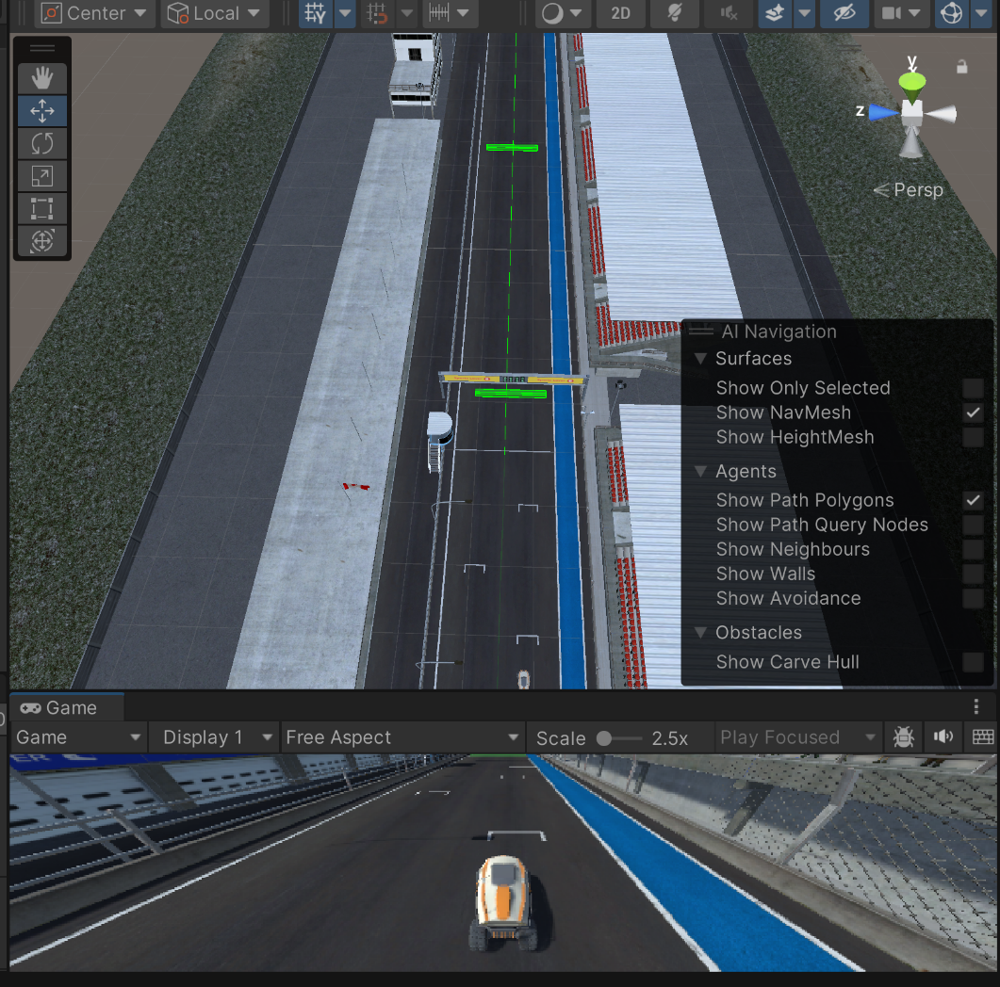 Center Local 2D
y
z
< Persp
AI Navigation
Surfaces
Show Only Selected
Show NavMesh
Show HeightMesh
Agents
Show Path Polygons
Show Path Query Nodes
Show Neighbours
Show Walls
Show Avoidance
Obstacles
Show Carve Hull
Game
Game Display 1 Free Aspect Scale 2.5x Play Focused
ER